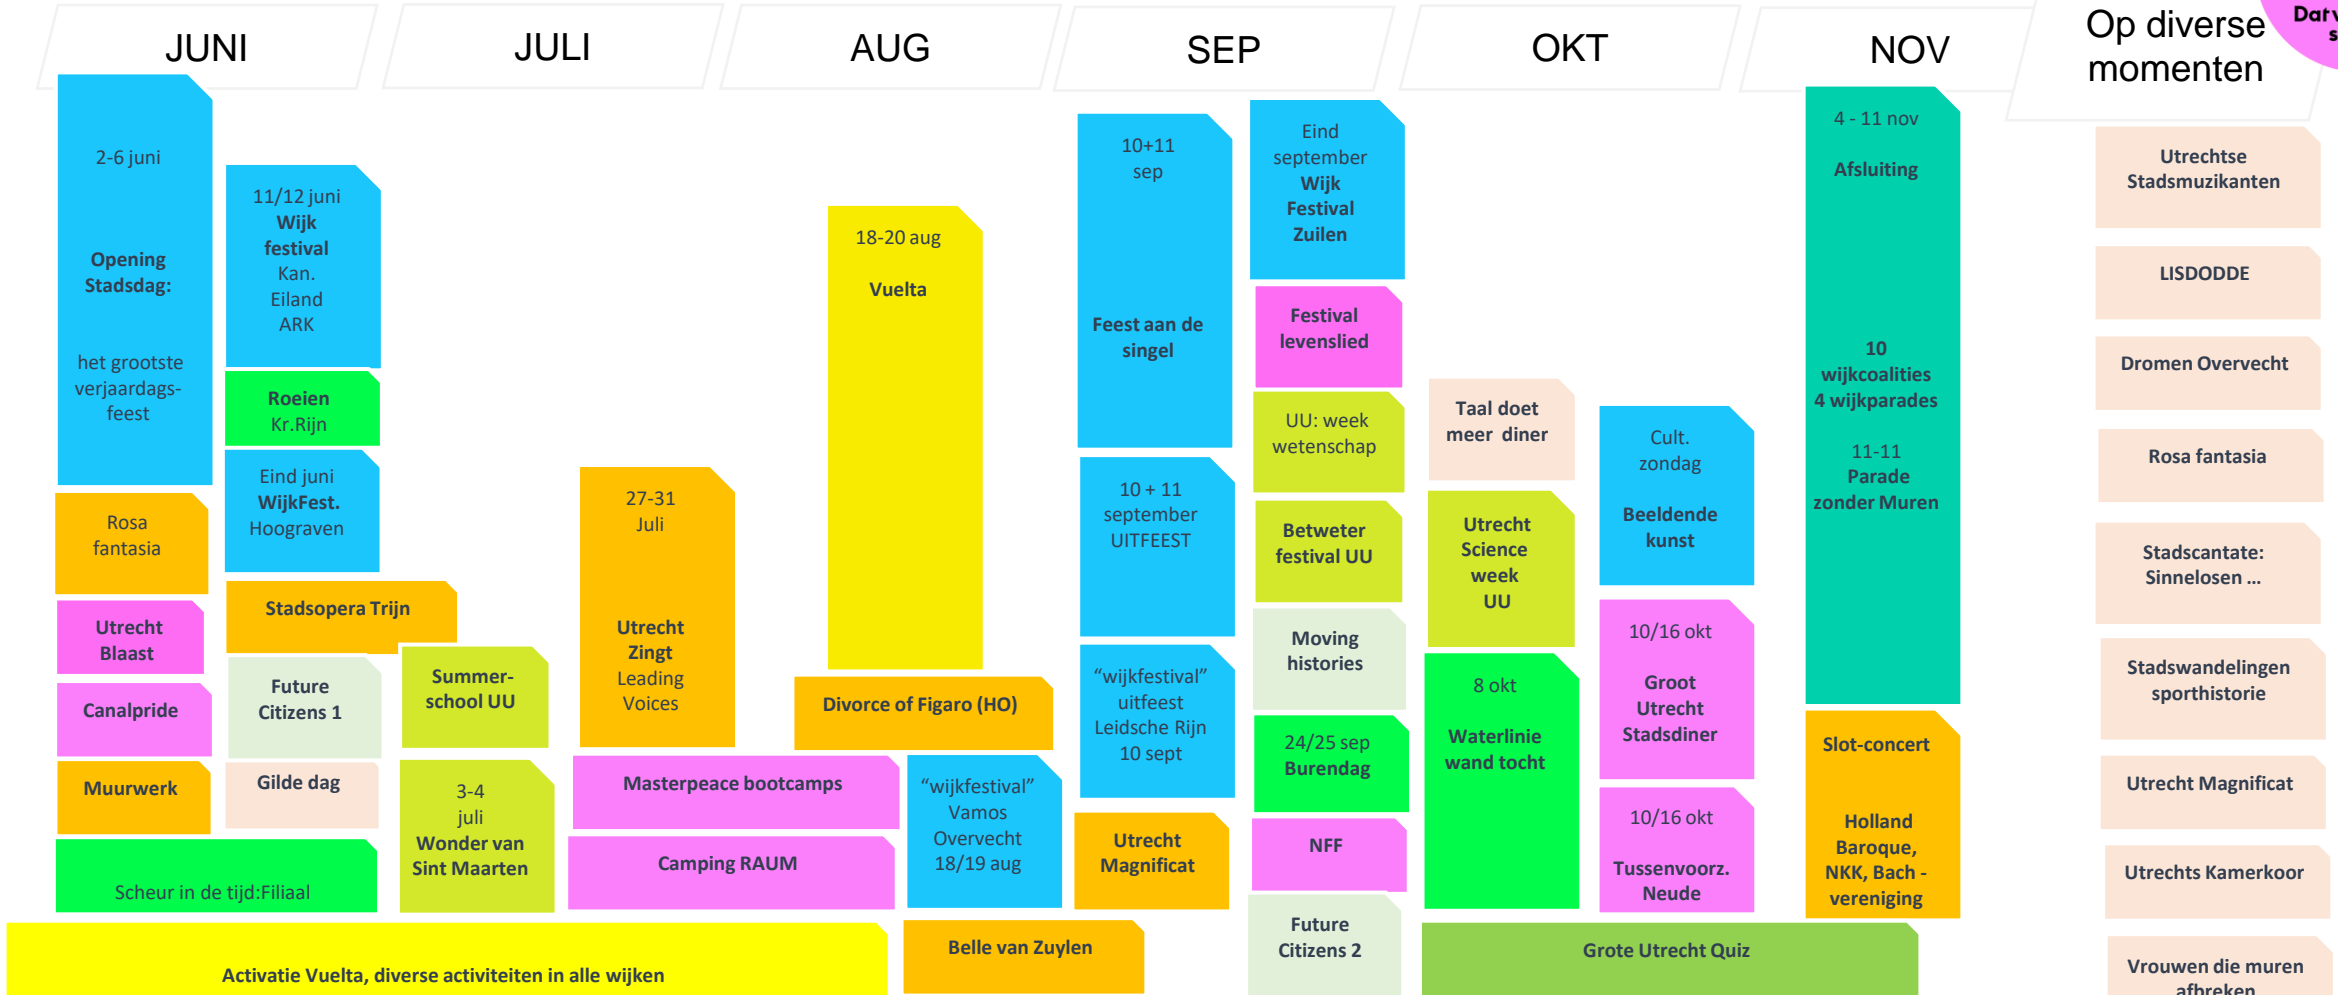 JUNI
JULI
AUG
SEP
OKT
NOV
Op diverse
momenten
2-6 juni
Opening
Stadsdag:
het grootste
verjaardags-
feest
Rosa
fantasia
Utrecht
Blaast
Canalpride
Muurwerk
Scheur in de tijd:Filiaal
11/12 juni
Wijk
festival
Kan.
Eiland
ARK
Roeien
Kr.Rijn
Eind juni
WijkFest.
Hoograven
Stadsopera Trijn
Future
Citizens 1
Gilde dag
Summer-
school UU
3-4
juli
Wonder van
Sint Maarten
27-31
Juli
Utrecht
Zingt
Leading
Voices
Masterpeace bootcamps
Camping RAUM
Activatie Vuelta, diverse activiteiten in alle wijken
18-20 aug
Vuelta
Divorce of Figaro (HO)
“wijkfestival”
Vamos
Overvecht
18/19 aug
Belle van Zuylen
10+11
sep
Feest aan de
singel
10 + 11
september
UITFEEST
“wijkfestival”
uitfeest
Leidsche Rijn
10 sept
Utrecht
Magnificat
Eind
september
Wijk
Festival
Zuilen
Festival
levenslied
UU: week
wetenschap
Betweter
festival UU
Moving
histories
24/25 sep
Burendag
NFF
Future
Citizens 2
Taal doet
meer diner
Utrecht
Science
week
UU
8 okt
Waterlinie
wand tocht
Cult.
zondag
Beeldende
kunst
10/16 okt
Groot
Utrecht
Stadsdiner
10/16 okt
Tussenvoorz.
Neude
Grote Utrecht Quiz
4 - 11 nov
Afsluiting
10
wijkcoalities
4 wijkparades
11-11
Parade
zonder Muren
Slot-concert
Holland
Baroque,
NKK, Bach -
vereniging
Utrechtse
Stadsmuzikanten
LISDODDE
Dromen Overvecht
Rosa fantasia
Stadscantate:
Sinnelosen ...
Stadswandelingen
sporthistorie
Utrecht Magnificat
Utrechts Kamerkoor
Vrouwen die muren
afbreken